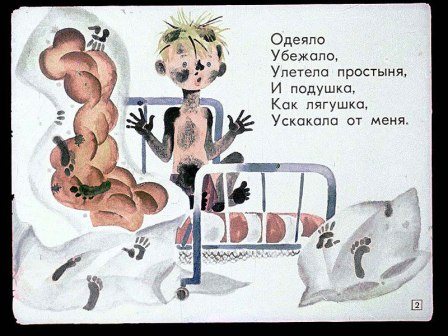 Одеяло
Убежало,
Улетела простыня,
И подушка,
Как лягушка,
Ускакала от меня.
2